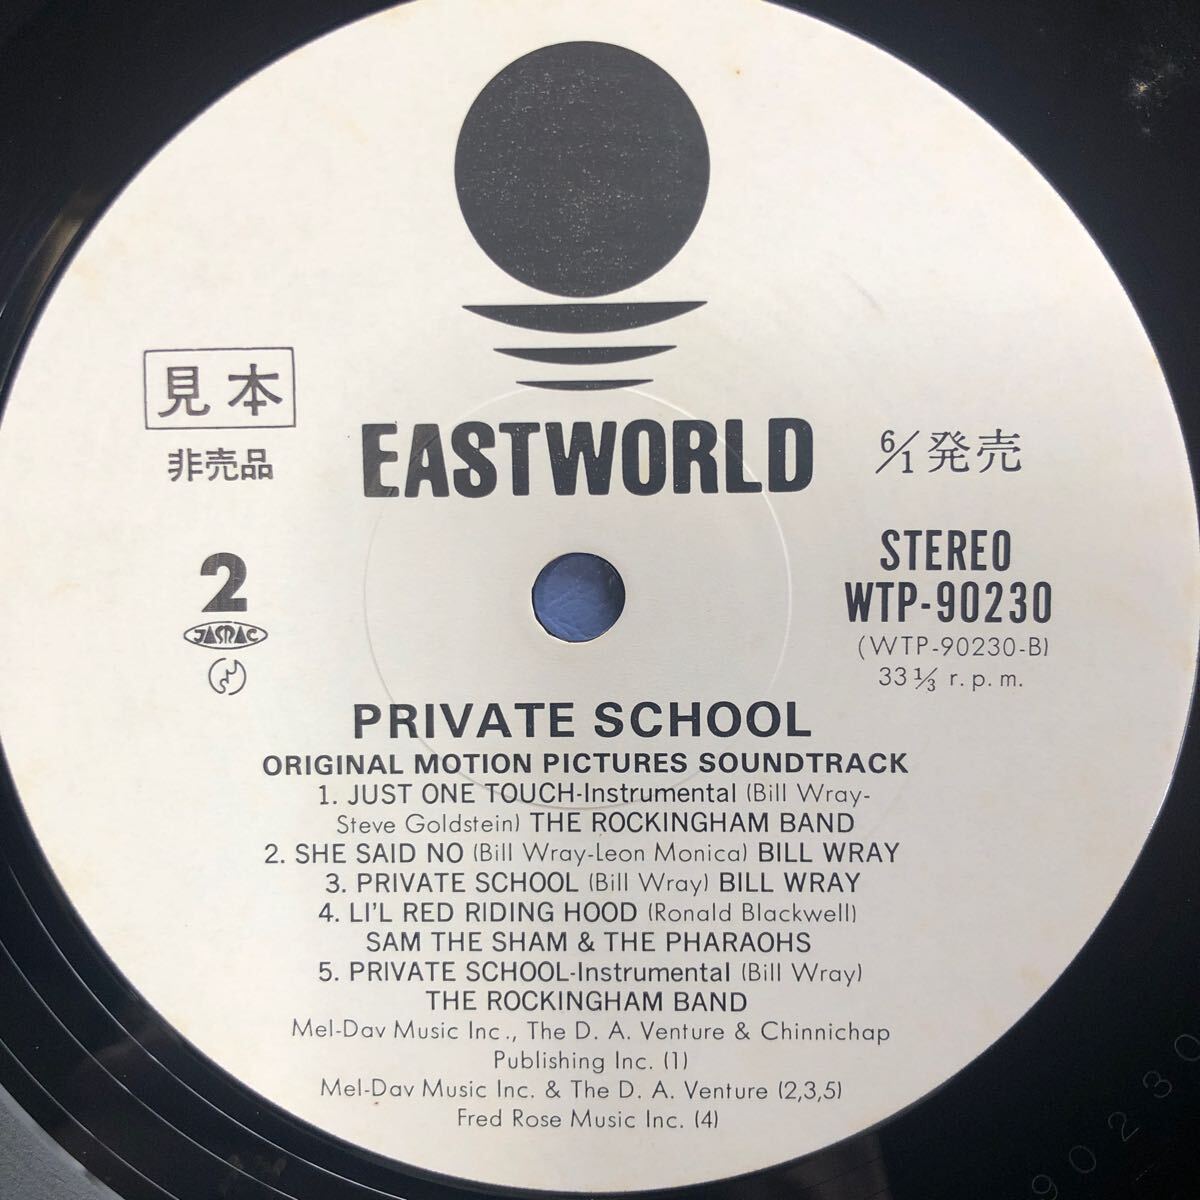 見本
非売品
EASTWORLD
6/1発売
2
JASRAC
STEREO
WTP-90230
(WTP-90230-B)
33 1/3 r.p.m.
PRIVATE SCHOOL
ORIGINAL MOTION PICTURES SOUNDTRACK
1. JUST ONE TOUCH-Instrumental (Bill Wray-
Steve Goldstein) THE ROCKINGHAM BAND
2. SHE SAID NO (Bill Wray-Leon Monica) BILL WRAY
3. PRIVATE SCHOOL (Bill Wray) BILL WRAY
4. LI'L RED RIDING HOOD (Ronald Blackwell)
SAM THE SHAM & THE PHARAOHS
5. PRIVATE SCHOOL-Instrumental (Bill Wray)
THE ROCKINGHAM BAND
Mel-Dav Music Inc., The D. A. Venture & Chinnichap
Publishing Inc. (1)
Mel-Dav Music Inc. & The D. A. Venture (2,3,5)
Fred Rose Music Inc. (4)
90230